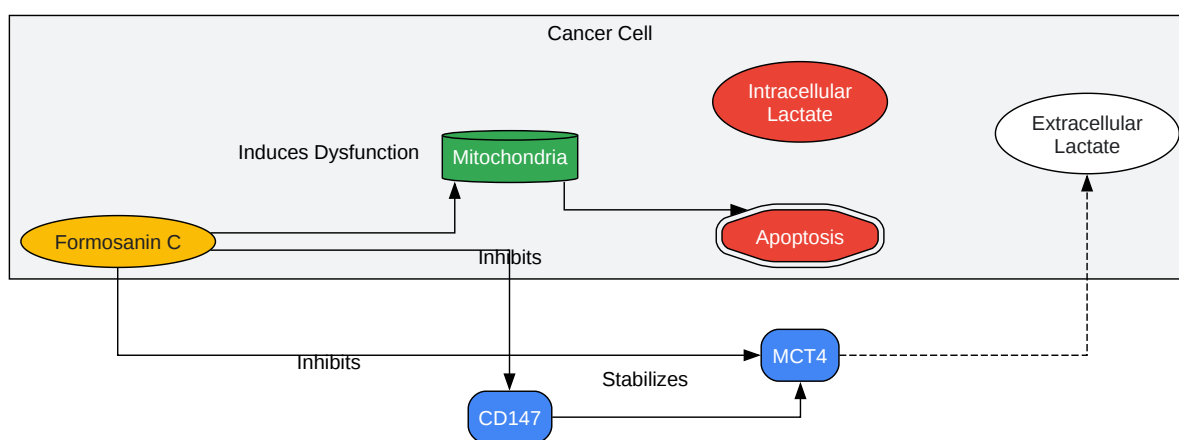 Cancer Cell
Intracellular
Lactate
Extracellular
Lactate
Induces Dysfunction
Mitochondria
Formosanin C
Apoptosis
Inhibits
Inhibits
MCT4
Stabilizes
CD147